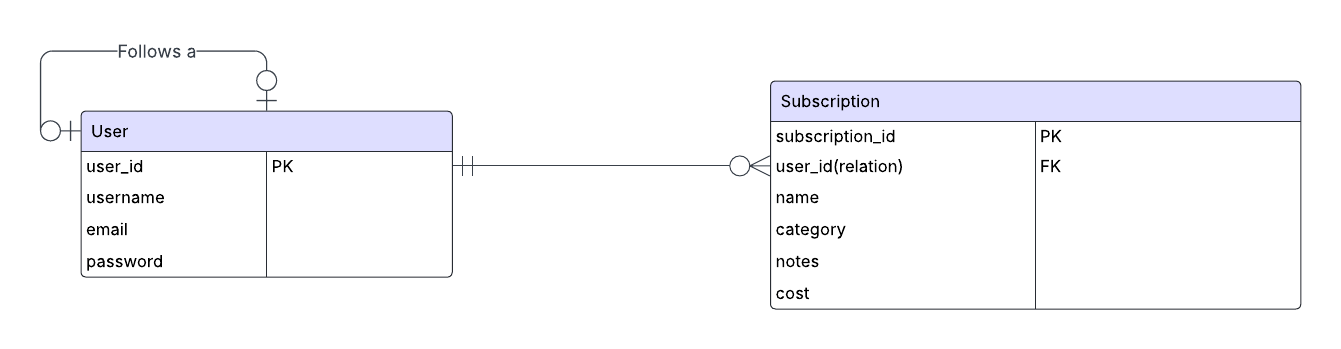 Follows a
User
user_id PK
username
email
password
Subscription
subscription_id PK
user_id(relation) FK
name
category
notes
cost